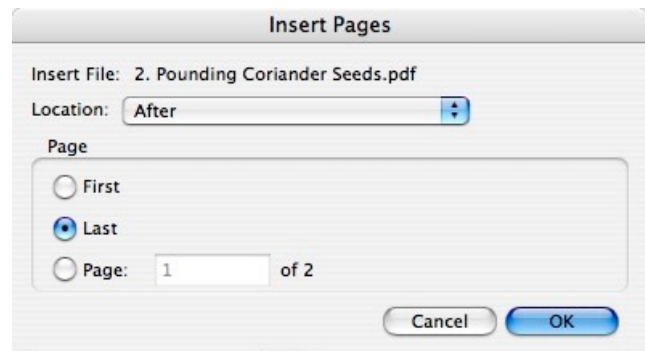 Insert Pages
Insert File: 2. Pounding Coriander Seeds.pdf
Location: After
Page
First
Last
Page: 1 of 2
Cancel OK